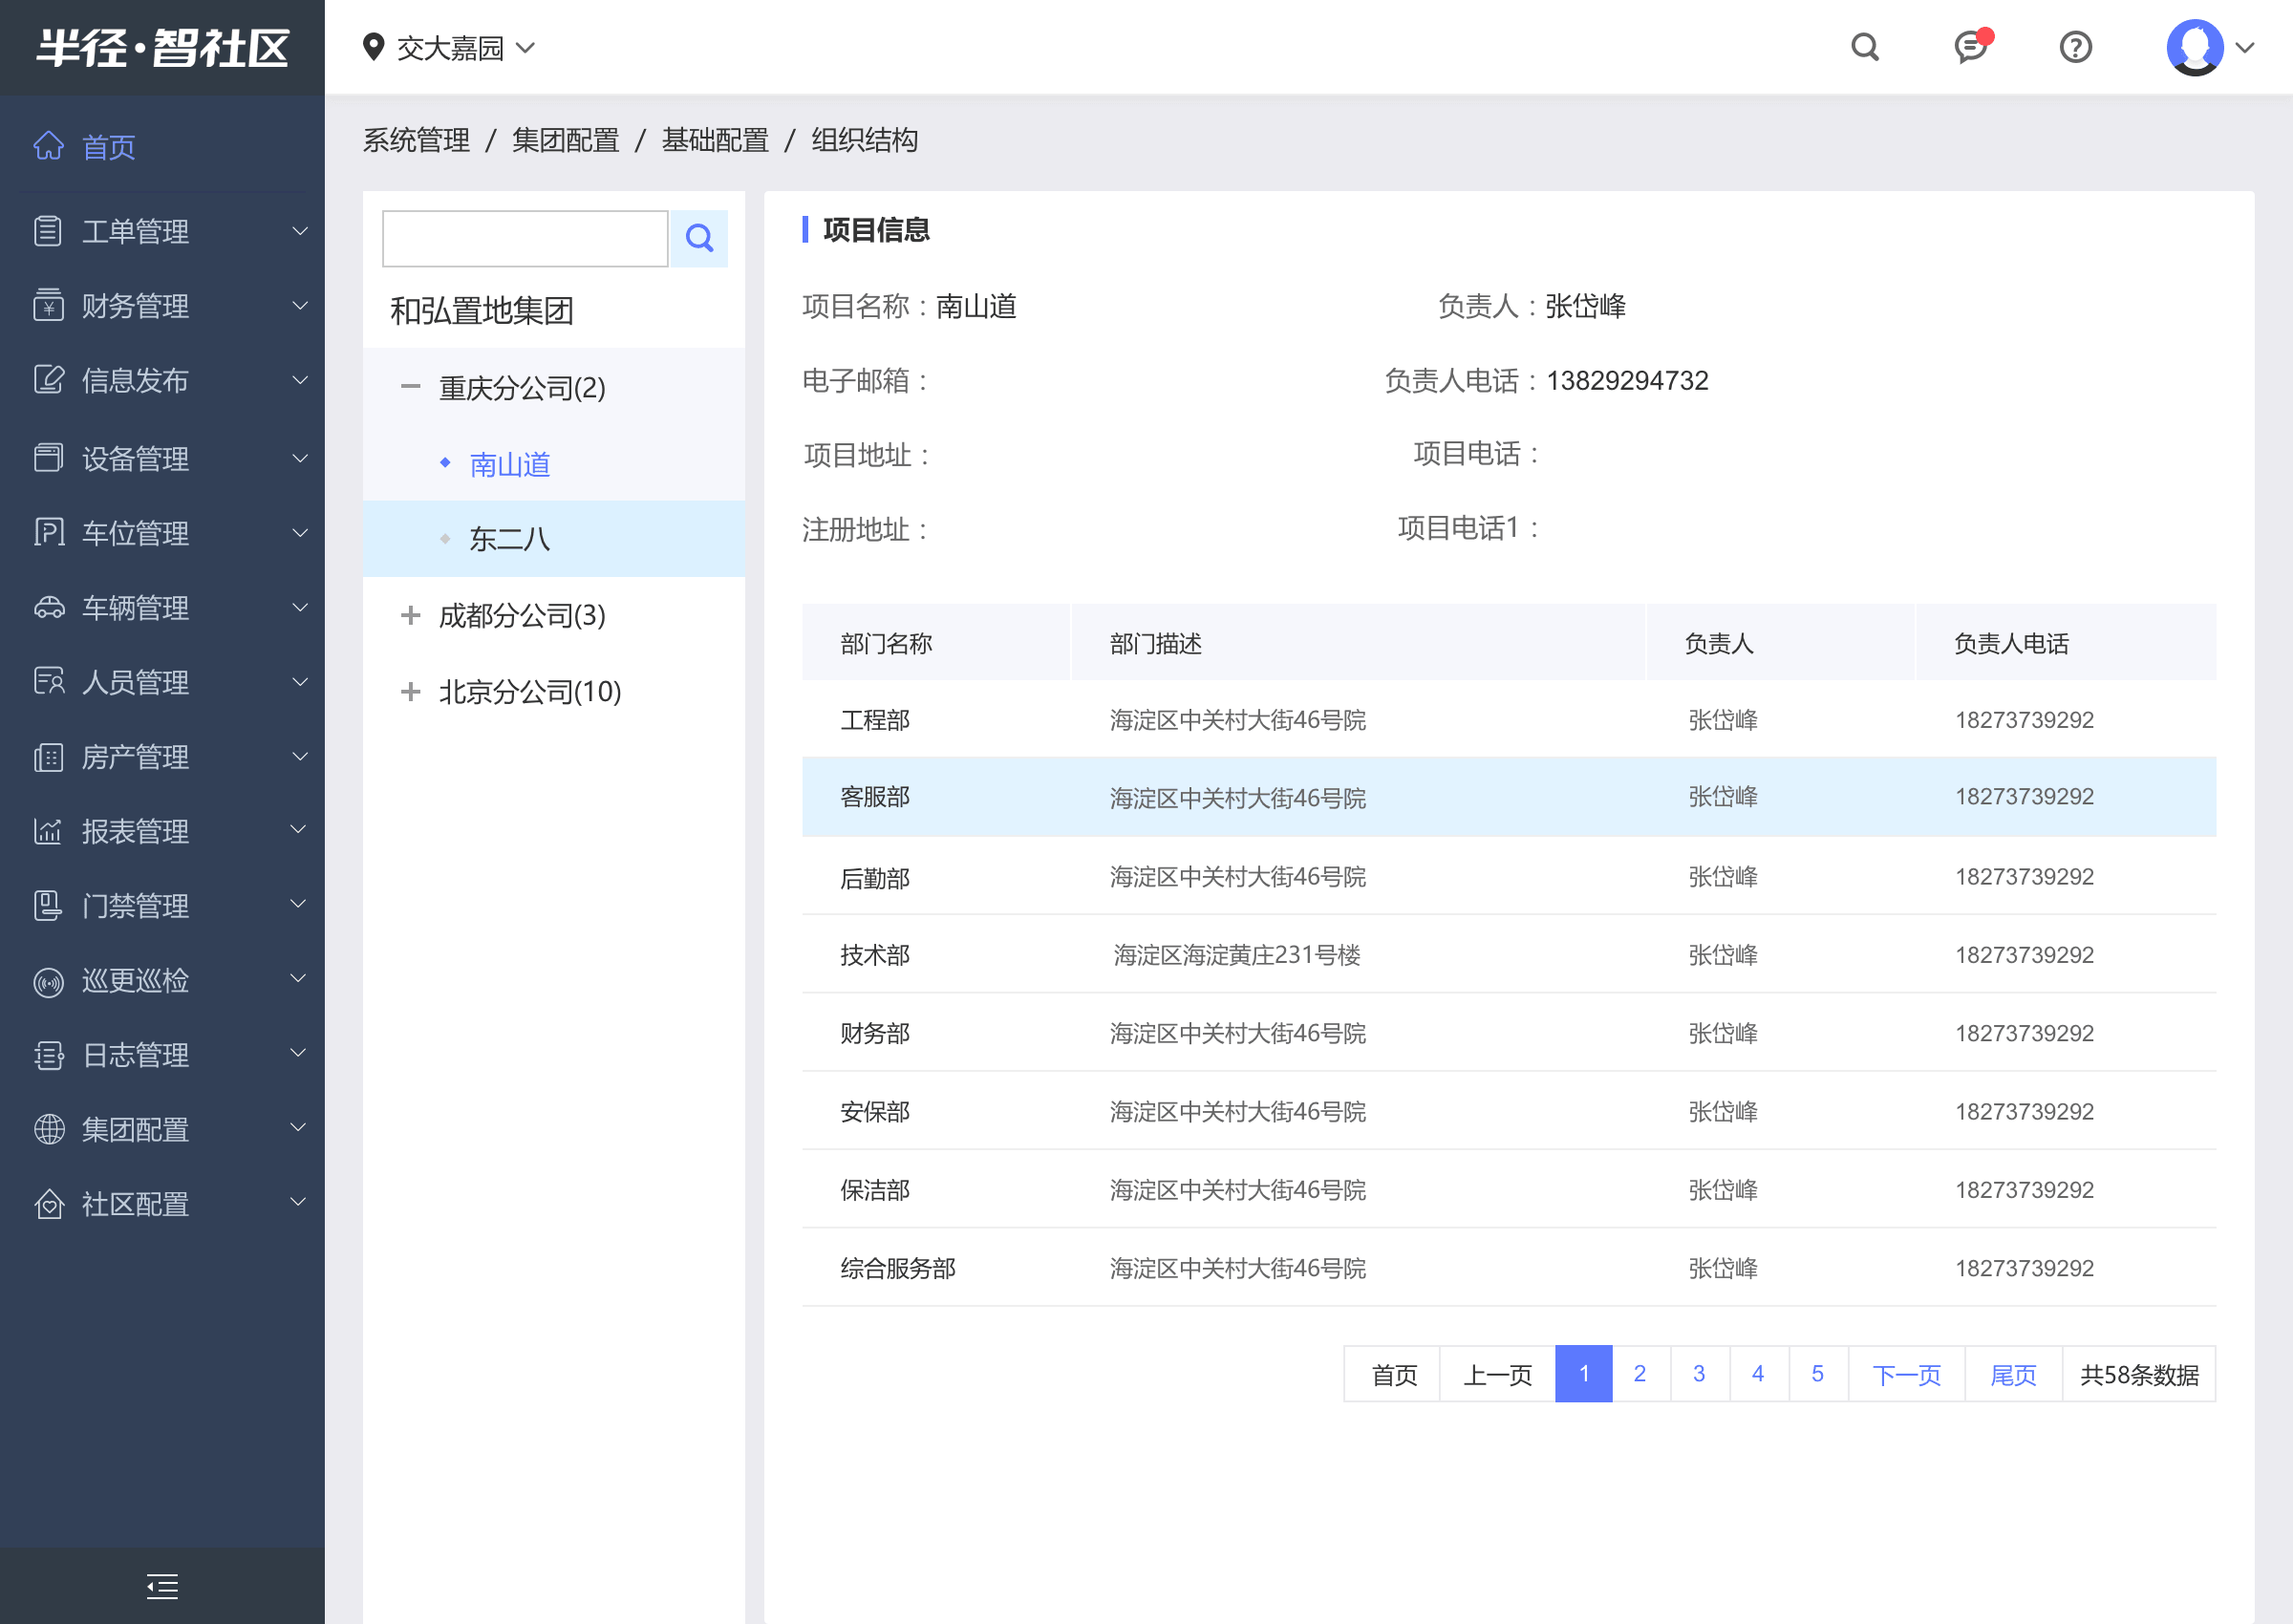 半径·智社区
交大嘉园
首页
工单管理
财务管理
信息发布
设备管理
车位管理
车辆管理
人员管理
房产管理
报表管理
门禁管理
巡更巡检
日志管理
集团配置
社区配置
系统管理 / 集团配置 / 基础配置 / 组织结构
和弘置地集团
重庆分公司(2)
南山道
东二八
成都分公司(3)
北京分公司(10)
项目信息
项目名称：南山道 负责人：张岱峰
电子邮箱： 负责人电话：13829294732
项目地址： 项目电话：
注册地址： 项目电话1：
部门名称 部门描述 负责人 负责人电话
工程部 海淀区中关村大街46号院 张岱峰 18273739292
客服部 海淀区中关村大街46号院 张岱峰 18273739292
后勤部 海淀区中关村大街46号院 张岱峰 18273739292
技术部 海淀区海淀黄庄231号楼 张岱峰 18273739292
财务部 海淀区中关村大街46号院 张岱峰 18273739292
安保部 海淀区中关村大街46号院 张岱峰 18273739292
保洁部 海淀区中关村大街46号院 张岱峰 18273739292
综合服务部 海淀区中关村大街46号院 张岱峰 18273739292
首页 上一页 1 2 3 4 5 下一页 尾页 共58条数据